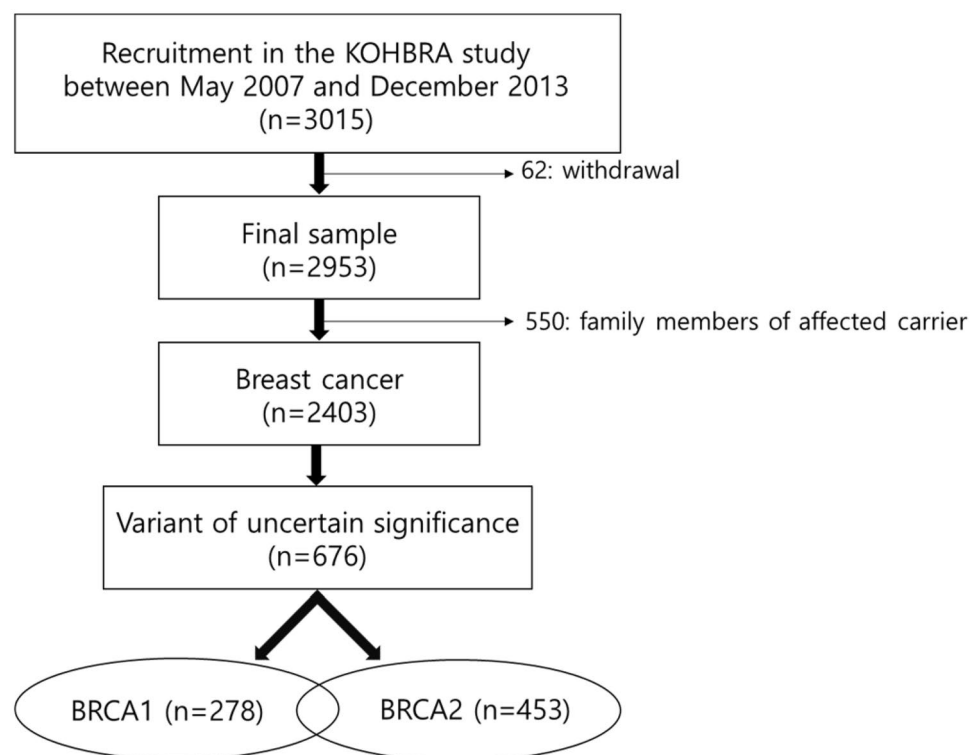 Recruitment in the KOHBRA study
between May 2007 and December 2013
(n=3015)
62: withdrawal
Final sample
(n=2953)
550: family members of affected carrier
Breast cancer
(n=2403)
Variant of uncertain significance
(n=676)
BRCA1 (n=278)
BRCA2 (n=453)